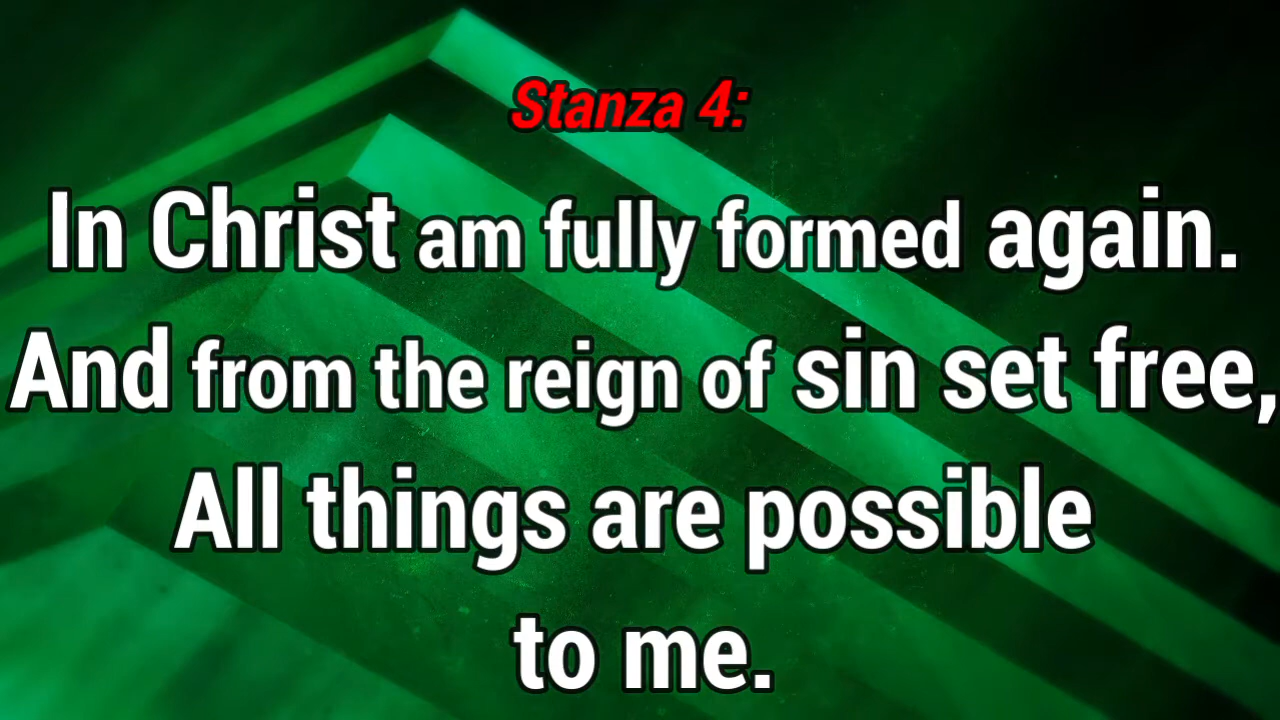 Stanza 4:
In Christ am fully formed again.
And from the reign of sin set free,
All things are possible
to me.